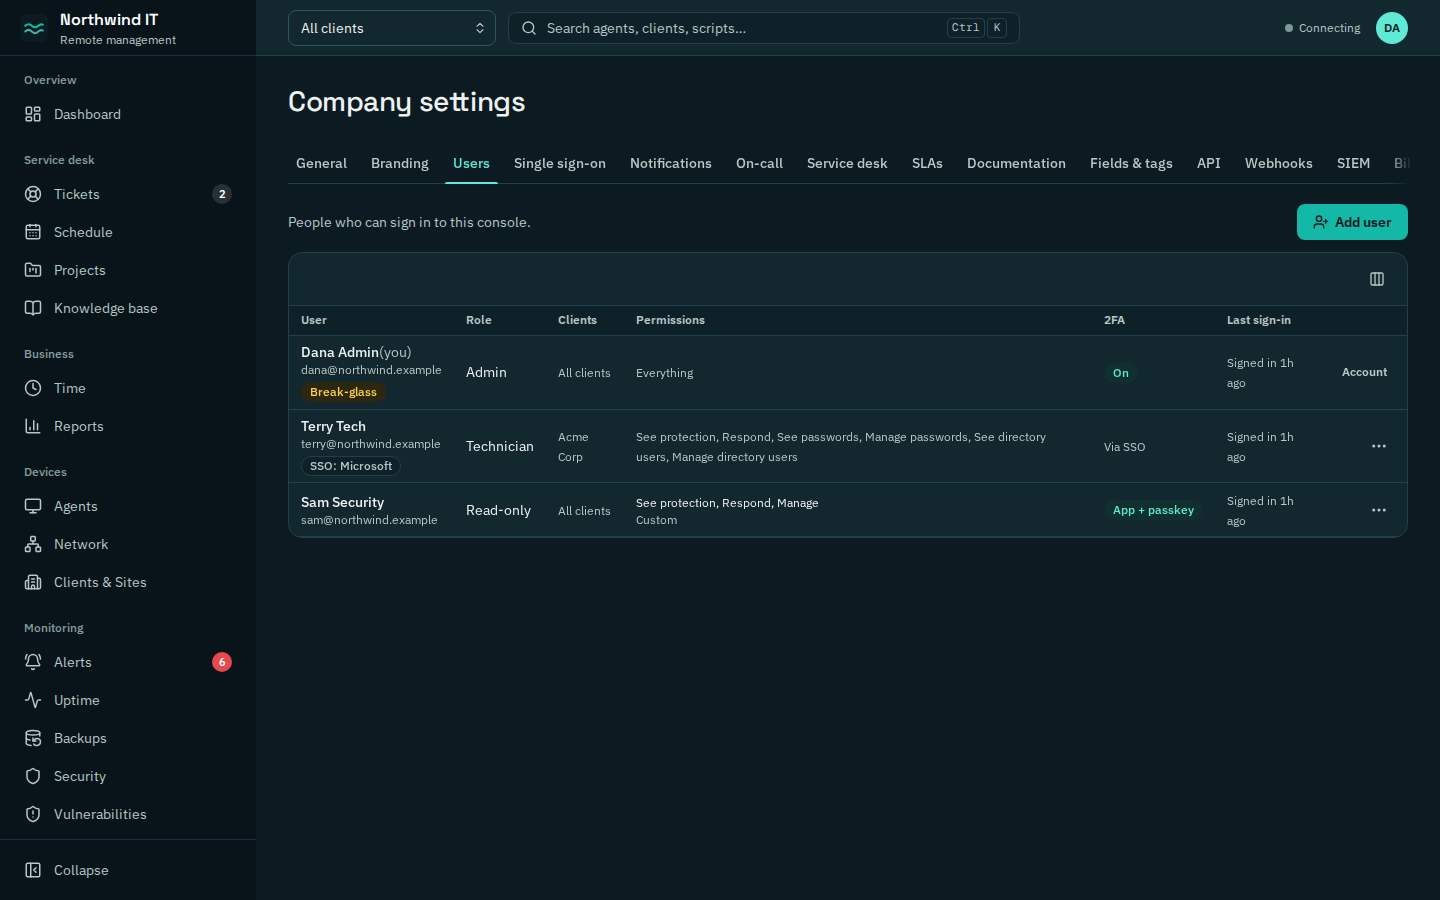 Northwind IT
Remote management
All clients
Search agents, clients, scripts...
Ctrl K
Connecting
DA
Overview
Dashboard
Service desk
Tickets 2
Schedule
Projects
Knowledge base
Business
Time
Reports
Devices
Agents
Network
Clients & Sites
Monitoring
Alerts 6
Uptime
Backups
Security
Vulnerabilities
Collapse
Company settings
General Branding Users Single sign-on Notifications On-call Service desk SLAs Documentation Fields & tags API Webhooks SIEM
People who can sign in to this console.
Add user
User Role Clients Permissions 2FA Last sign-in
Dana Admin(you)
dana@northwind.example
Break-glass
Admin
All clients
Everything
On
Signed in 1h
ago
Account
Terry Tech
terry@northwind.example
SSO: Microsoft
Technician
Acme
Corp
See protection, Respond, See passwords, Manage passwords, See directory
users, Manage directory users
Via SSO
Signed in 1h
ago
Sam Security
sam@northwind.example
Read-only
All clients
See protection, Respond, Manage
Custom
App + passkey
Signed in 1h
ago